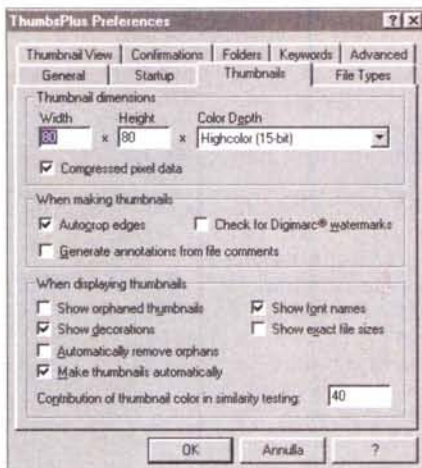 ThumbsPlus Preferences ? ×
Thumbnail View Confirmations Folders Keywords Advanced
General Startup Thumbnails File Types
Thumbnail dimensions
Width Height Color Depth
80 x 80 x Highcolor (15-bit)
Compressed pixel data
When making thumbnails
Autocrop edges Check for Digimarc® watermarks
Generate annotations from file comments
When displaying thumbnails
Show orphaned thumbnails Show font names
Show decorations Show exact file sizes
Automatically remove orphans
Make thumbnails automatically
Contribution of thumbnail color in similarity testing: 40
OK Annulla ?